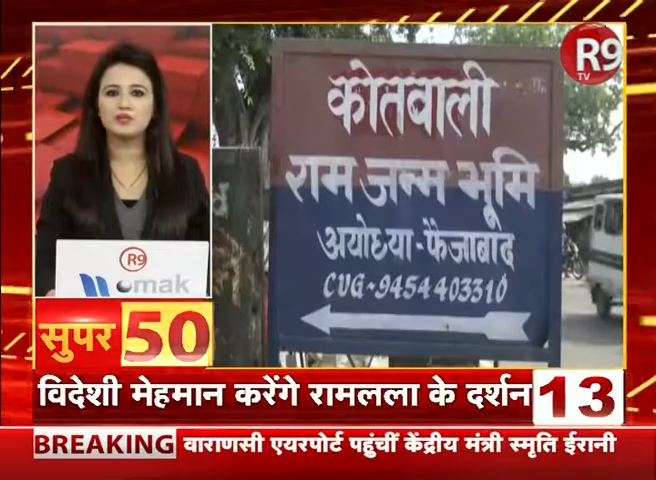 R9
TV
कोतवाली
राम जन्म भूमि
अयोध्या-फैजाबाद
CUG-9454403310
R9
omak
सुपर 50
विदेशी मेहमान करेंगे रामलला के दर्शन 13
BREAKING वाराणसी एयरपोर्ट पहुंचीं केंद्रीय मंत्री स्मृति ईरानी